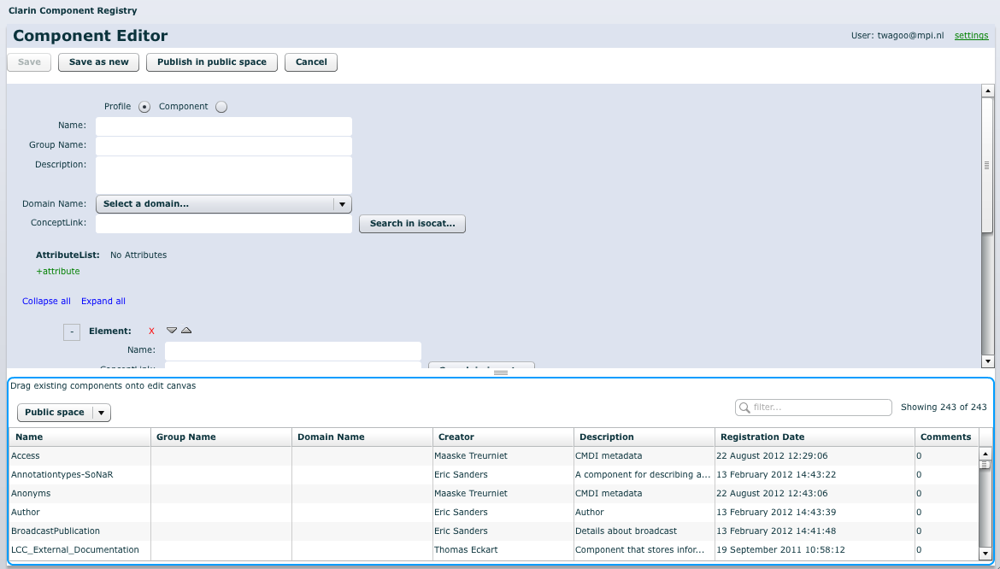 Clarin Component Registry
Component Editor
User: twagoo@mpi.nl settings
Save Save as new Publish in public space Cancel
Profile Component
Name:
Group Name:
Description:
Domain Name: Select a domain...
ConceptLink: Search in isocat...
AttributeList: No Attributes
+attribute
Collapse all Expand all
- Element: X
Name:
ConceptLink:
Drag existing components onto edit canvas
Public space filter... Showing 243 of 243
Name Group Name Domain Name Creator Description Registration Date Comments
Access Maaske Treurniet CMDI metadata 22 August 2012 12:29:06 0
Annotationtypes-SoNaR Eric Sanders A component for describing a... 13 February 2012 14:43:22 0
Anonyms Maaske Treurniet CMDI metadata 22 August 2012 12:43:06 0
Author Eric Sanders Author 13 February 2012 14:43:39 0
BroadcastPublication Eric Sanders Details about broadcast 13 February 2012 14:41:48 0
LCC_External_Documentation Thomas Eckart Component that stores infor... 19 September 2011 10:58:12 0